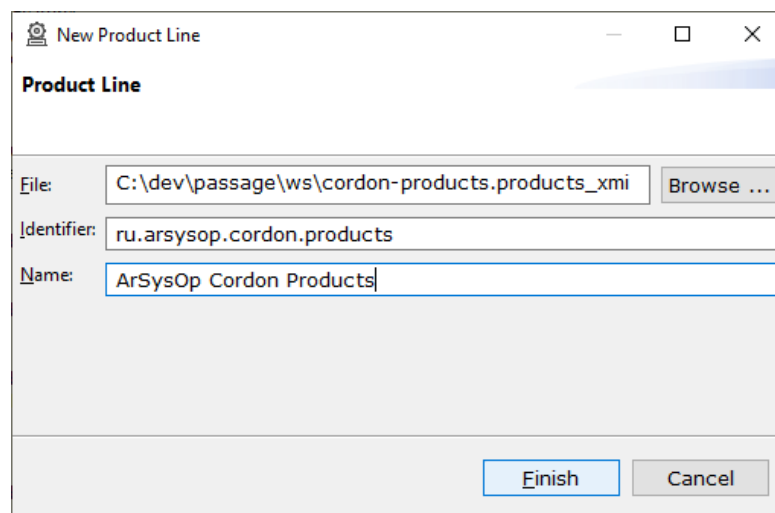 New Product Line
Product Line
File: C:\dev\passage\ws\cordon-products.products_xmi Browse ...
Identifier: ru.arsysop.cordon.products
Name: ArSysOp Cordon Products
Finish Cancel